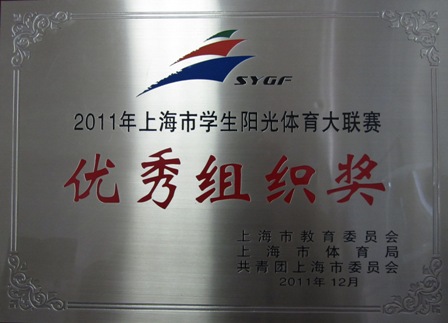 SYGF
2011年上海市学生阳光体育大联赛
优秀组织奖
上海市教育委员会
上海市体育局
共青团上海市委员会
2011年12月